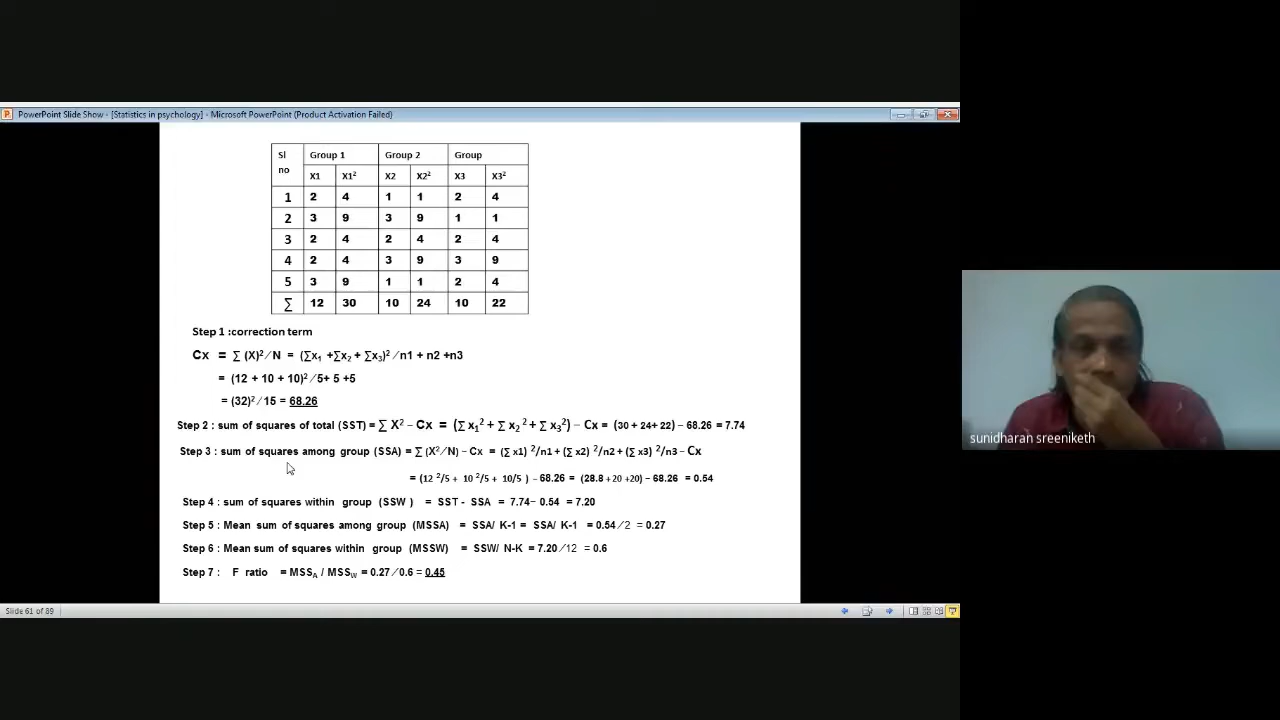 PowerPoint Slide Show - [Statistics in psychology] - Microsoft PowerPoint (Product Activation Failed)
Sl no Group 1 Group 2 Group
X1 X1² X2 X2² X3 X3²
1 2 4 1 1 2 4
2 3 9 3 9 1 1
3 2 4 2 4 2 4
4 2 4 3 9 3 9
5 3 9 1 1 2 4
∑ 12 30 10 24 10 22
Step 1 :correction term
Cx = ∑ (X)² / N = (∑x₁ +∑x₂ + ∑x₃)² / n1 + n2 +n3
= (12 + 10 + 10)² / 5+ 5 +5
= (32)² / 15 = 68.26
Step 2 : sum of squares of total (SST) = ∑ X² – Cx = (∑ x₁² + ∑ x₂² + ∑ x₃²) – Cx = (30 + 24+ 22) – 68.26 = 7.74
Step 3 : sum of squares among group (SSA) = ∑ (X²/N) – Cx = (∑ x1) ²/n1 + (∑ x2) ²/n2 + (∑ x3) ²/n3 – Cx
= (12 ²/5 + 10 ²/5 + 10/5 ) – 68.26 = (28.8 + 20 +20) – 68.26 = 0.54
Step 4 : sum of squares within group (SSW ) = SST - SSA = 7.74– 0.54 = 7.20
Step 5 : Mean sum of squares among group (MSSA) = SSA/ K-1 = SSA/ K-1 = 0.54 / 2 = 0.27
Step 6 : Mean sum of squares within group (MSSW) = SSW/ N-K = 7.20 / 12 = 0.6
Step 7 : F ratio = MSS_A / MSS_W = 0.27 / 0.6 = 0.45
Slide 61 of 89
sunidharan sreeniketh